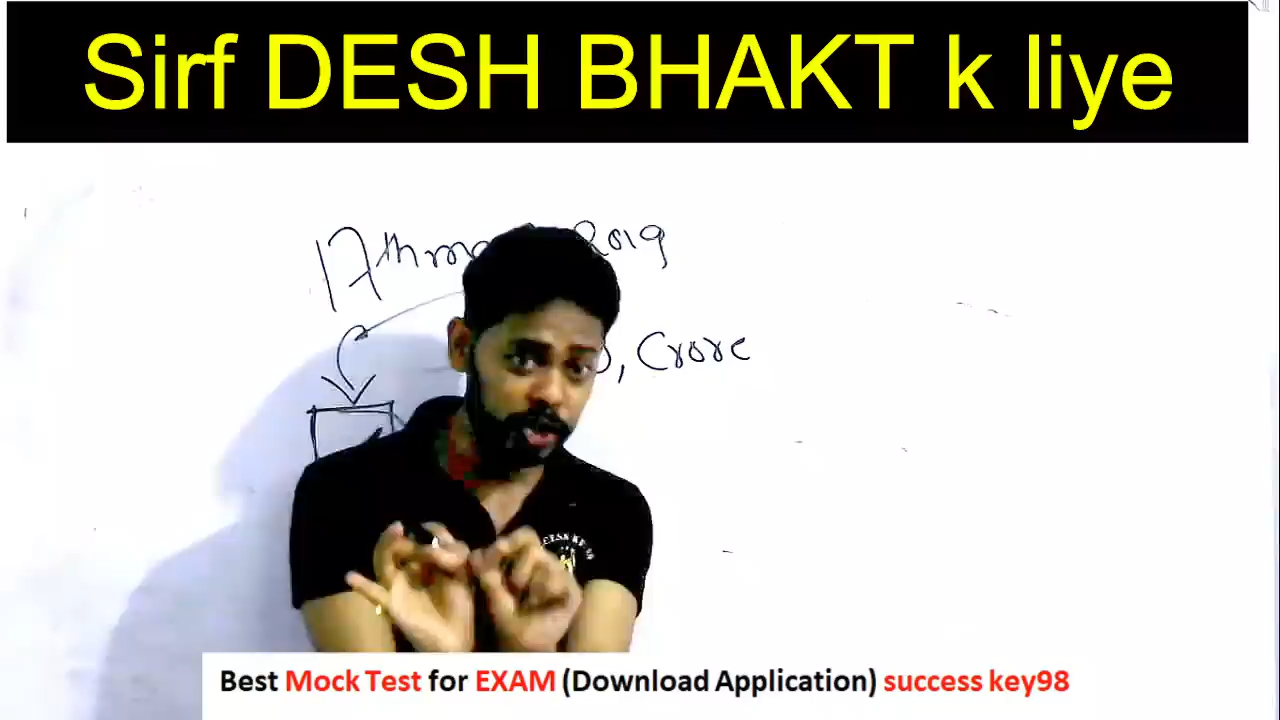 Sirf DESH BHAKT k liye
17th 2019
, Crore
Best Mock Test for EXAM (Download Application) success key98